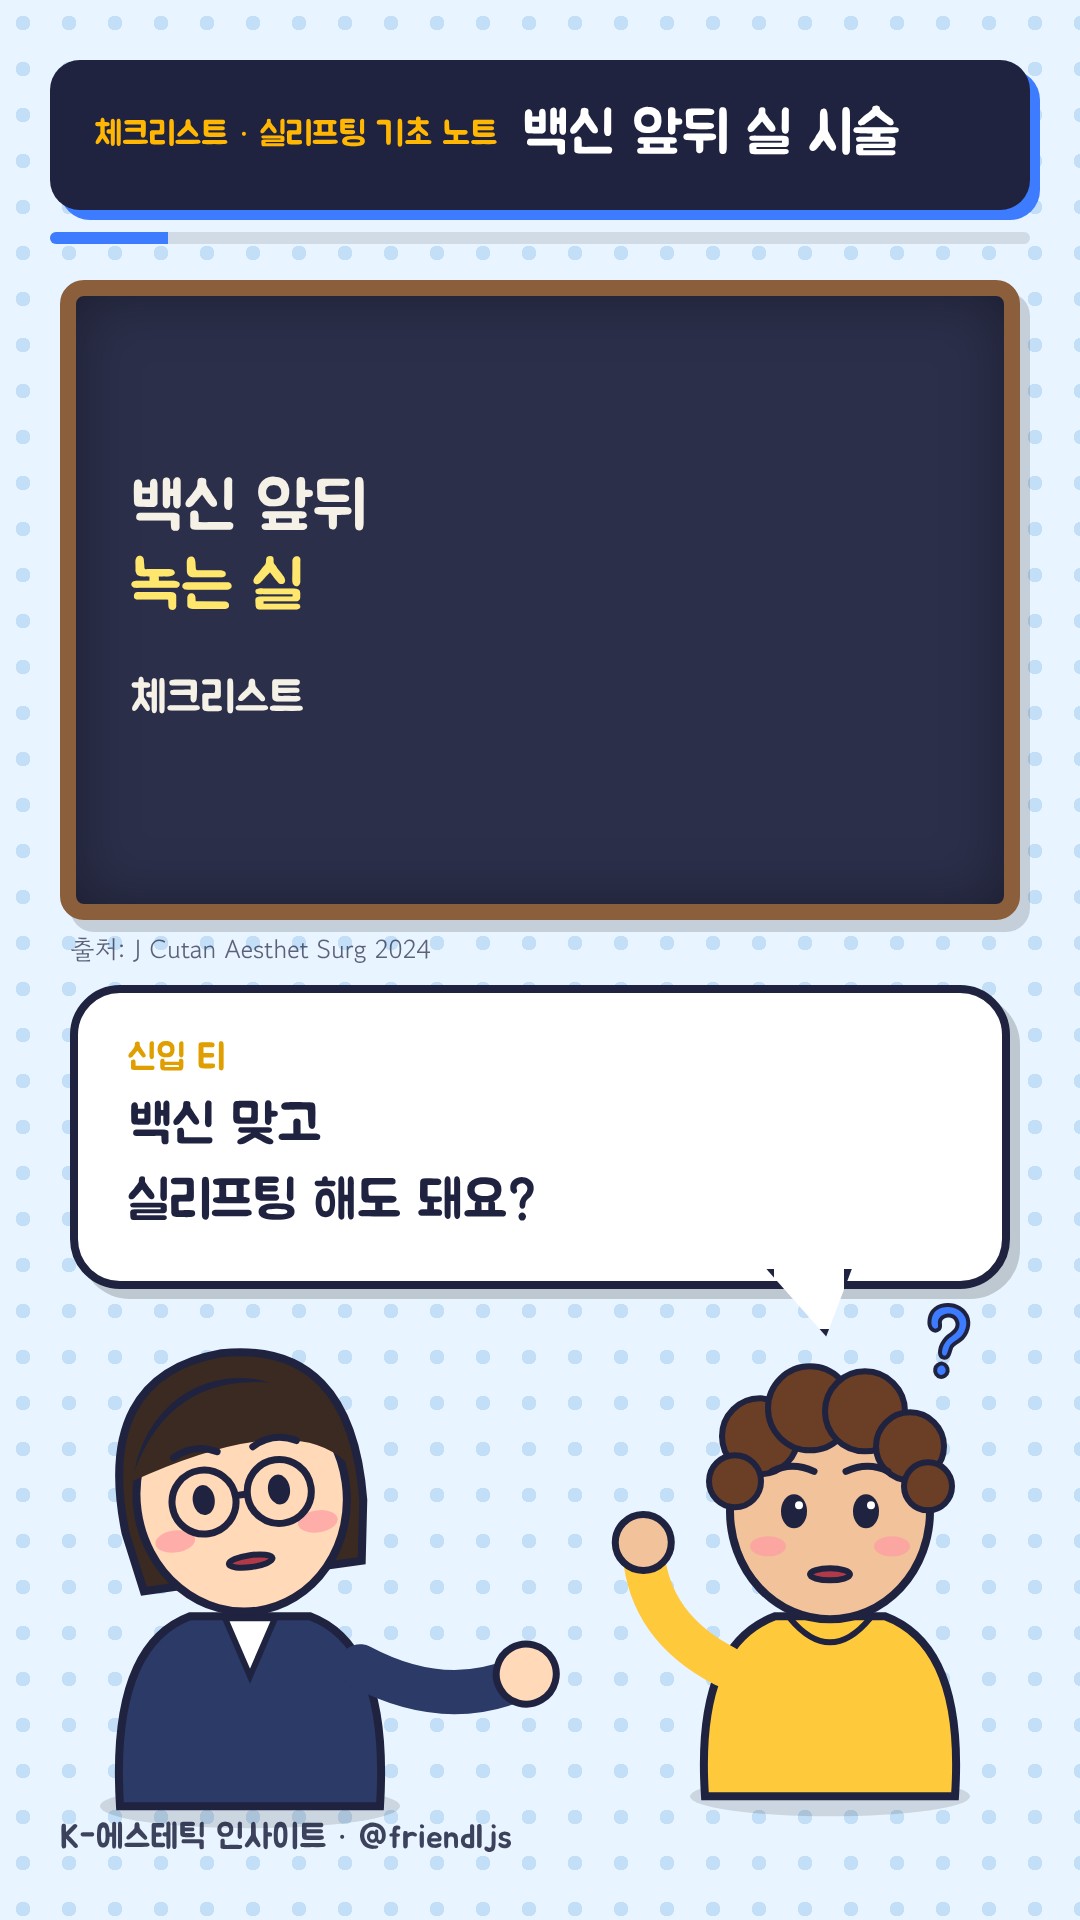 체크리스트 · 실리프팅 기초 노트 백신 앞뒤 실 시술
백신 앞뒤
녹는 실
체크리스트
출처: J Cutan Aesthet Surg 2024
신입 티
백신 맞고
실리프팅 해도 돼요?
?
K-에스테틱 인사이트 · @friendljs